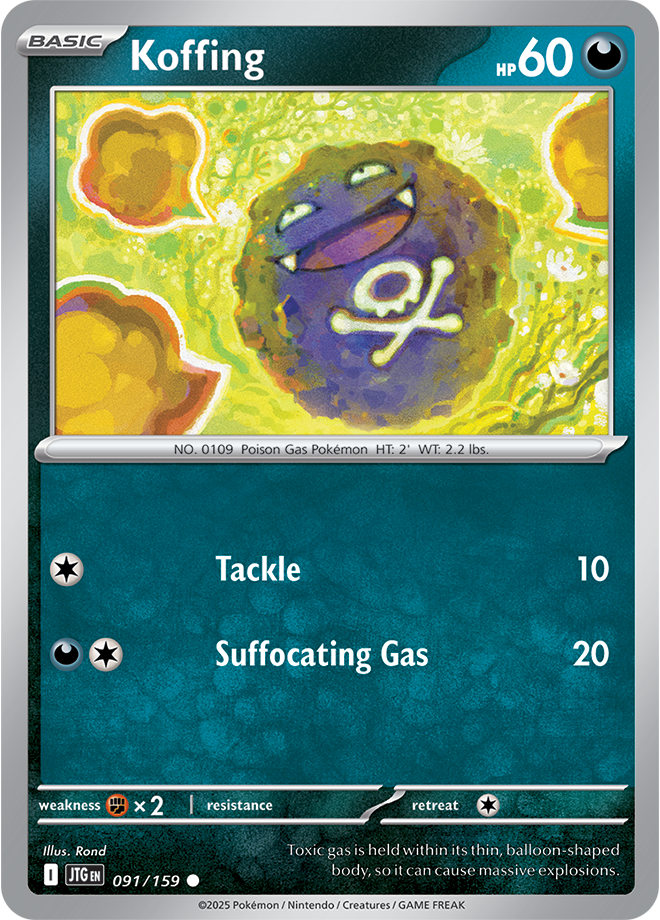 BASIC Koffing HP 60
NO. 0109 Poison Gas Pokémon HT: 2' WT: 2.2 lbs.
Tackle 10
Suffocating Gas 20
weakness × 2 resistance retreat
Illus. Rond
Toxic gas is held within its thin, balloon-shaped
body, so it can cause massive explosions.
I JTG EN 091/159
©2025 Pokémon / Nintendo / Creatures / GAME FREAK